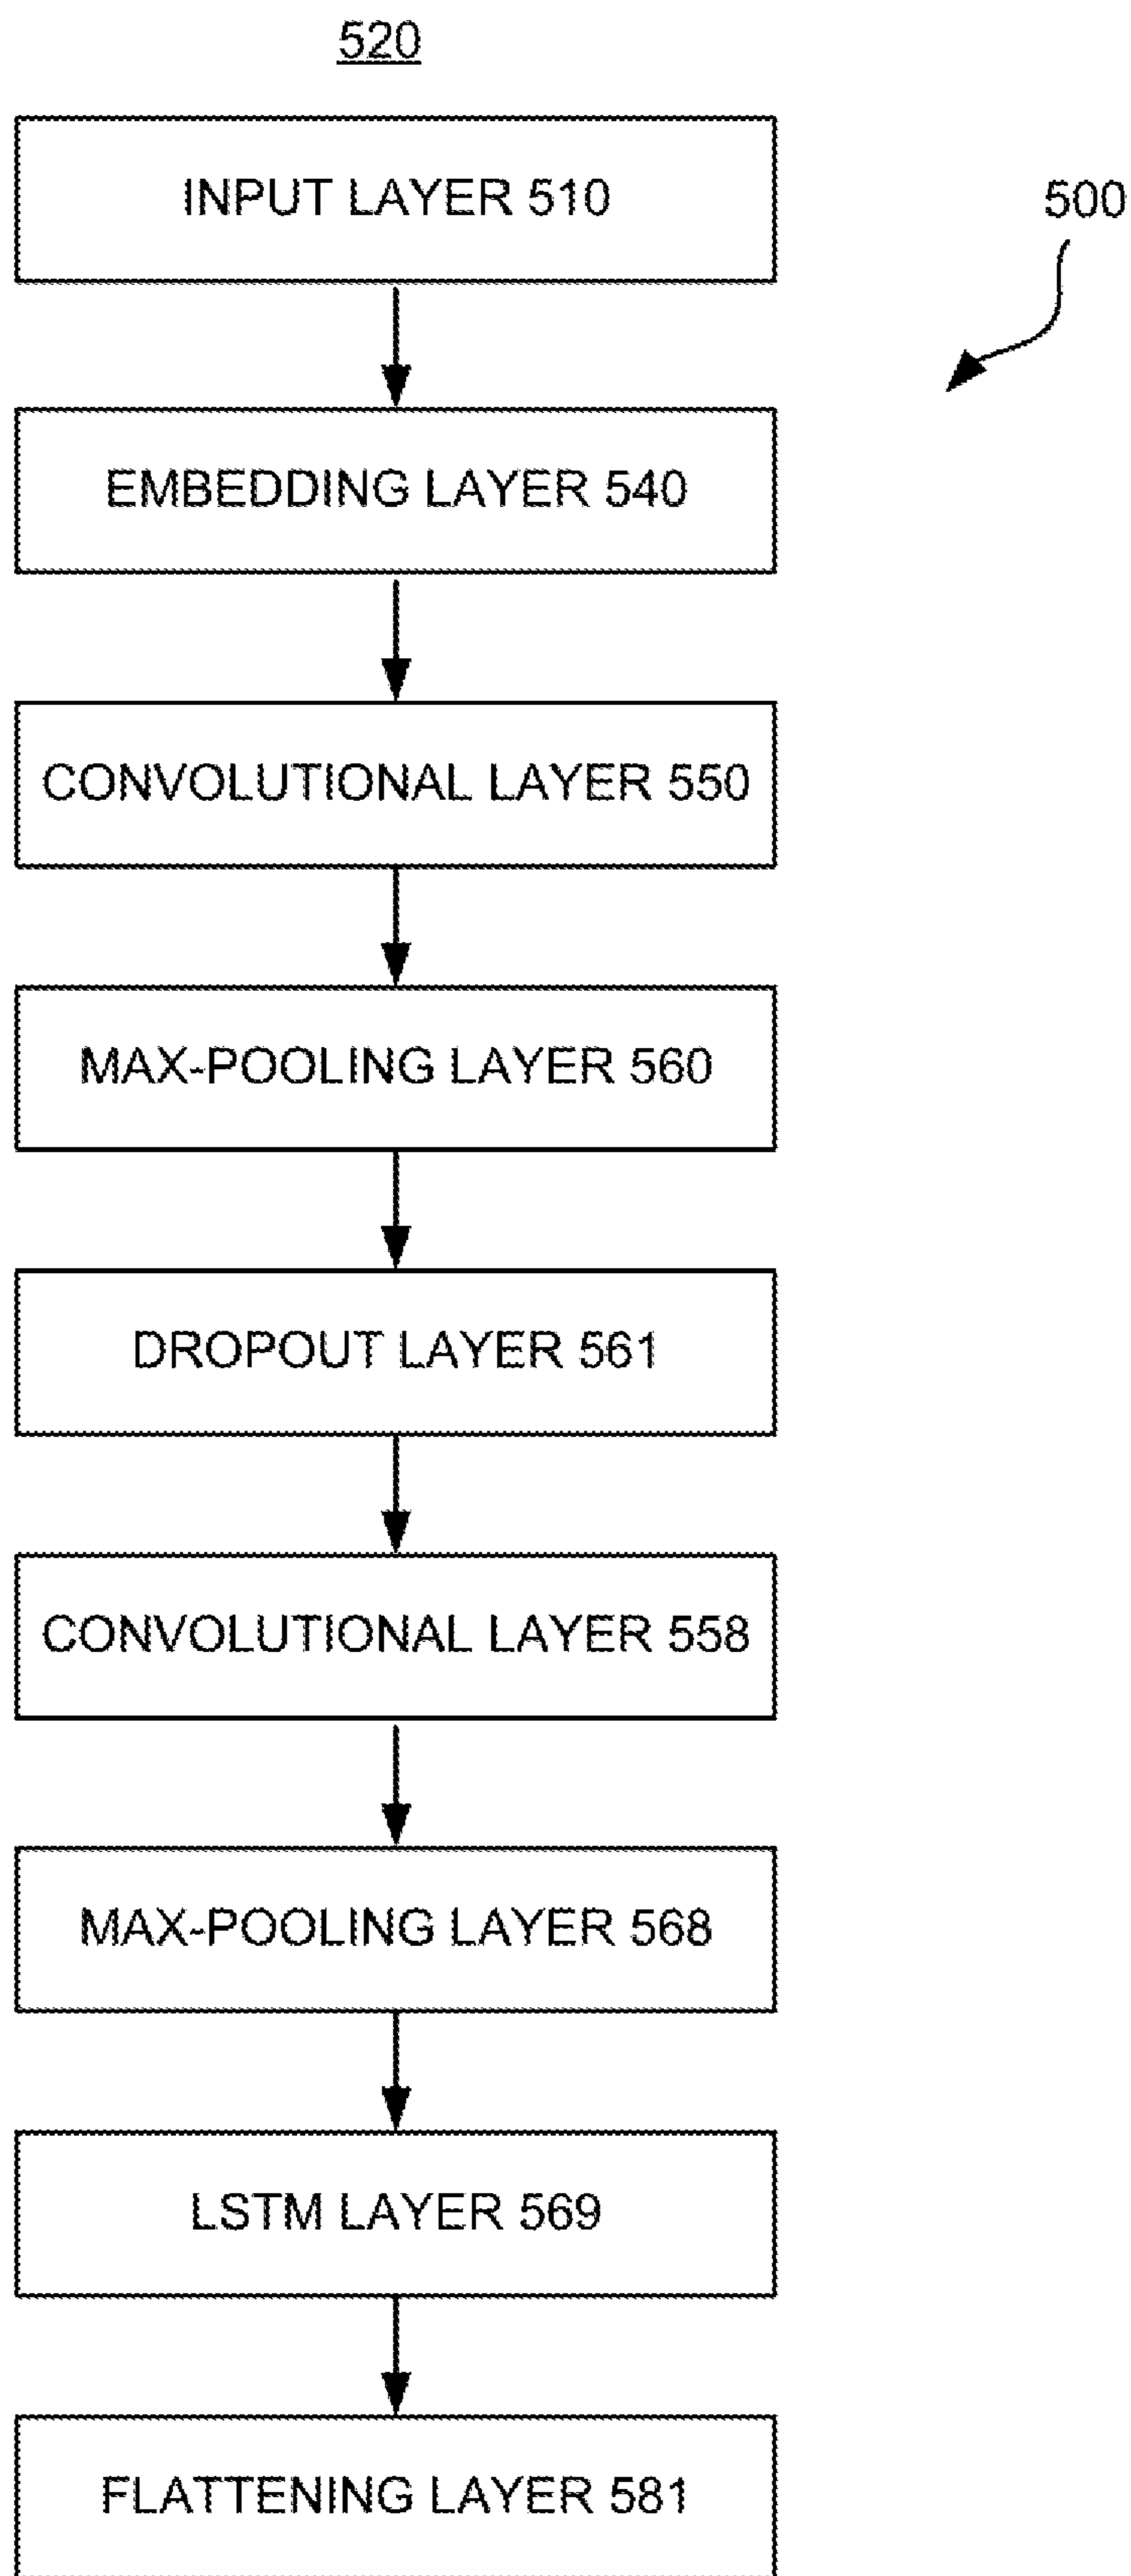 520
INPUT LAYER 510
500
EMBEDDING LAYER 540
CONVOLUTIONAL LAYER 550
MAX-POOLING LAYER 560
DROPOUT LAYER 561
CONVOLUTIONAL LAYER 558
MAX-POOLING LAYER 568
LSTM LAYER 569
FLATTENING LAYER 581